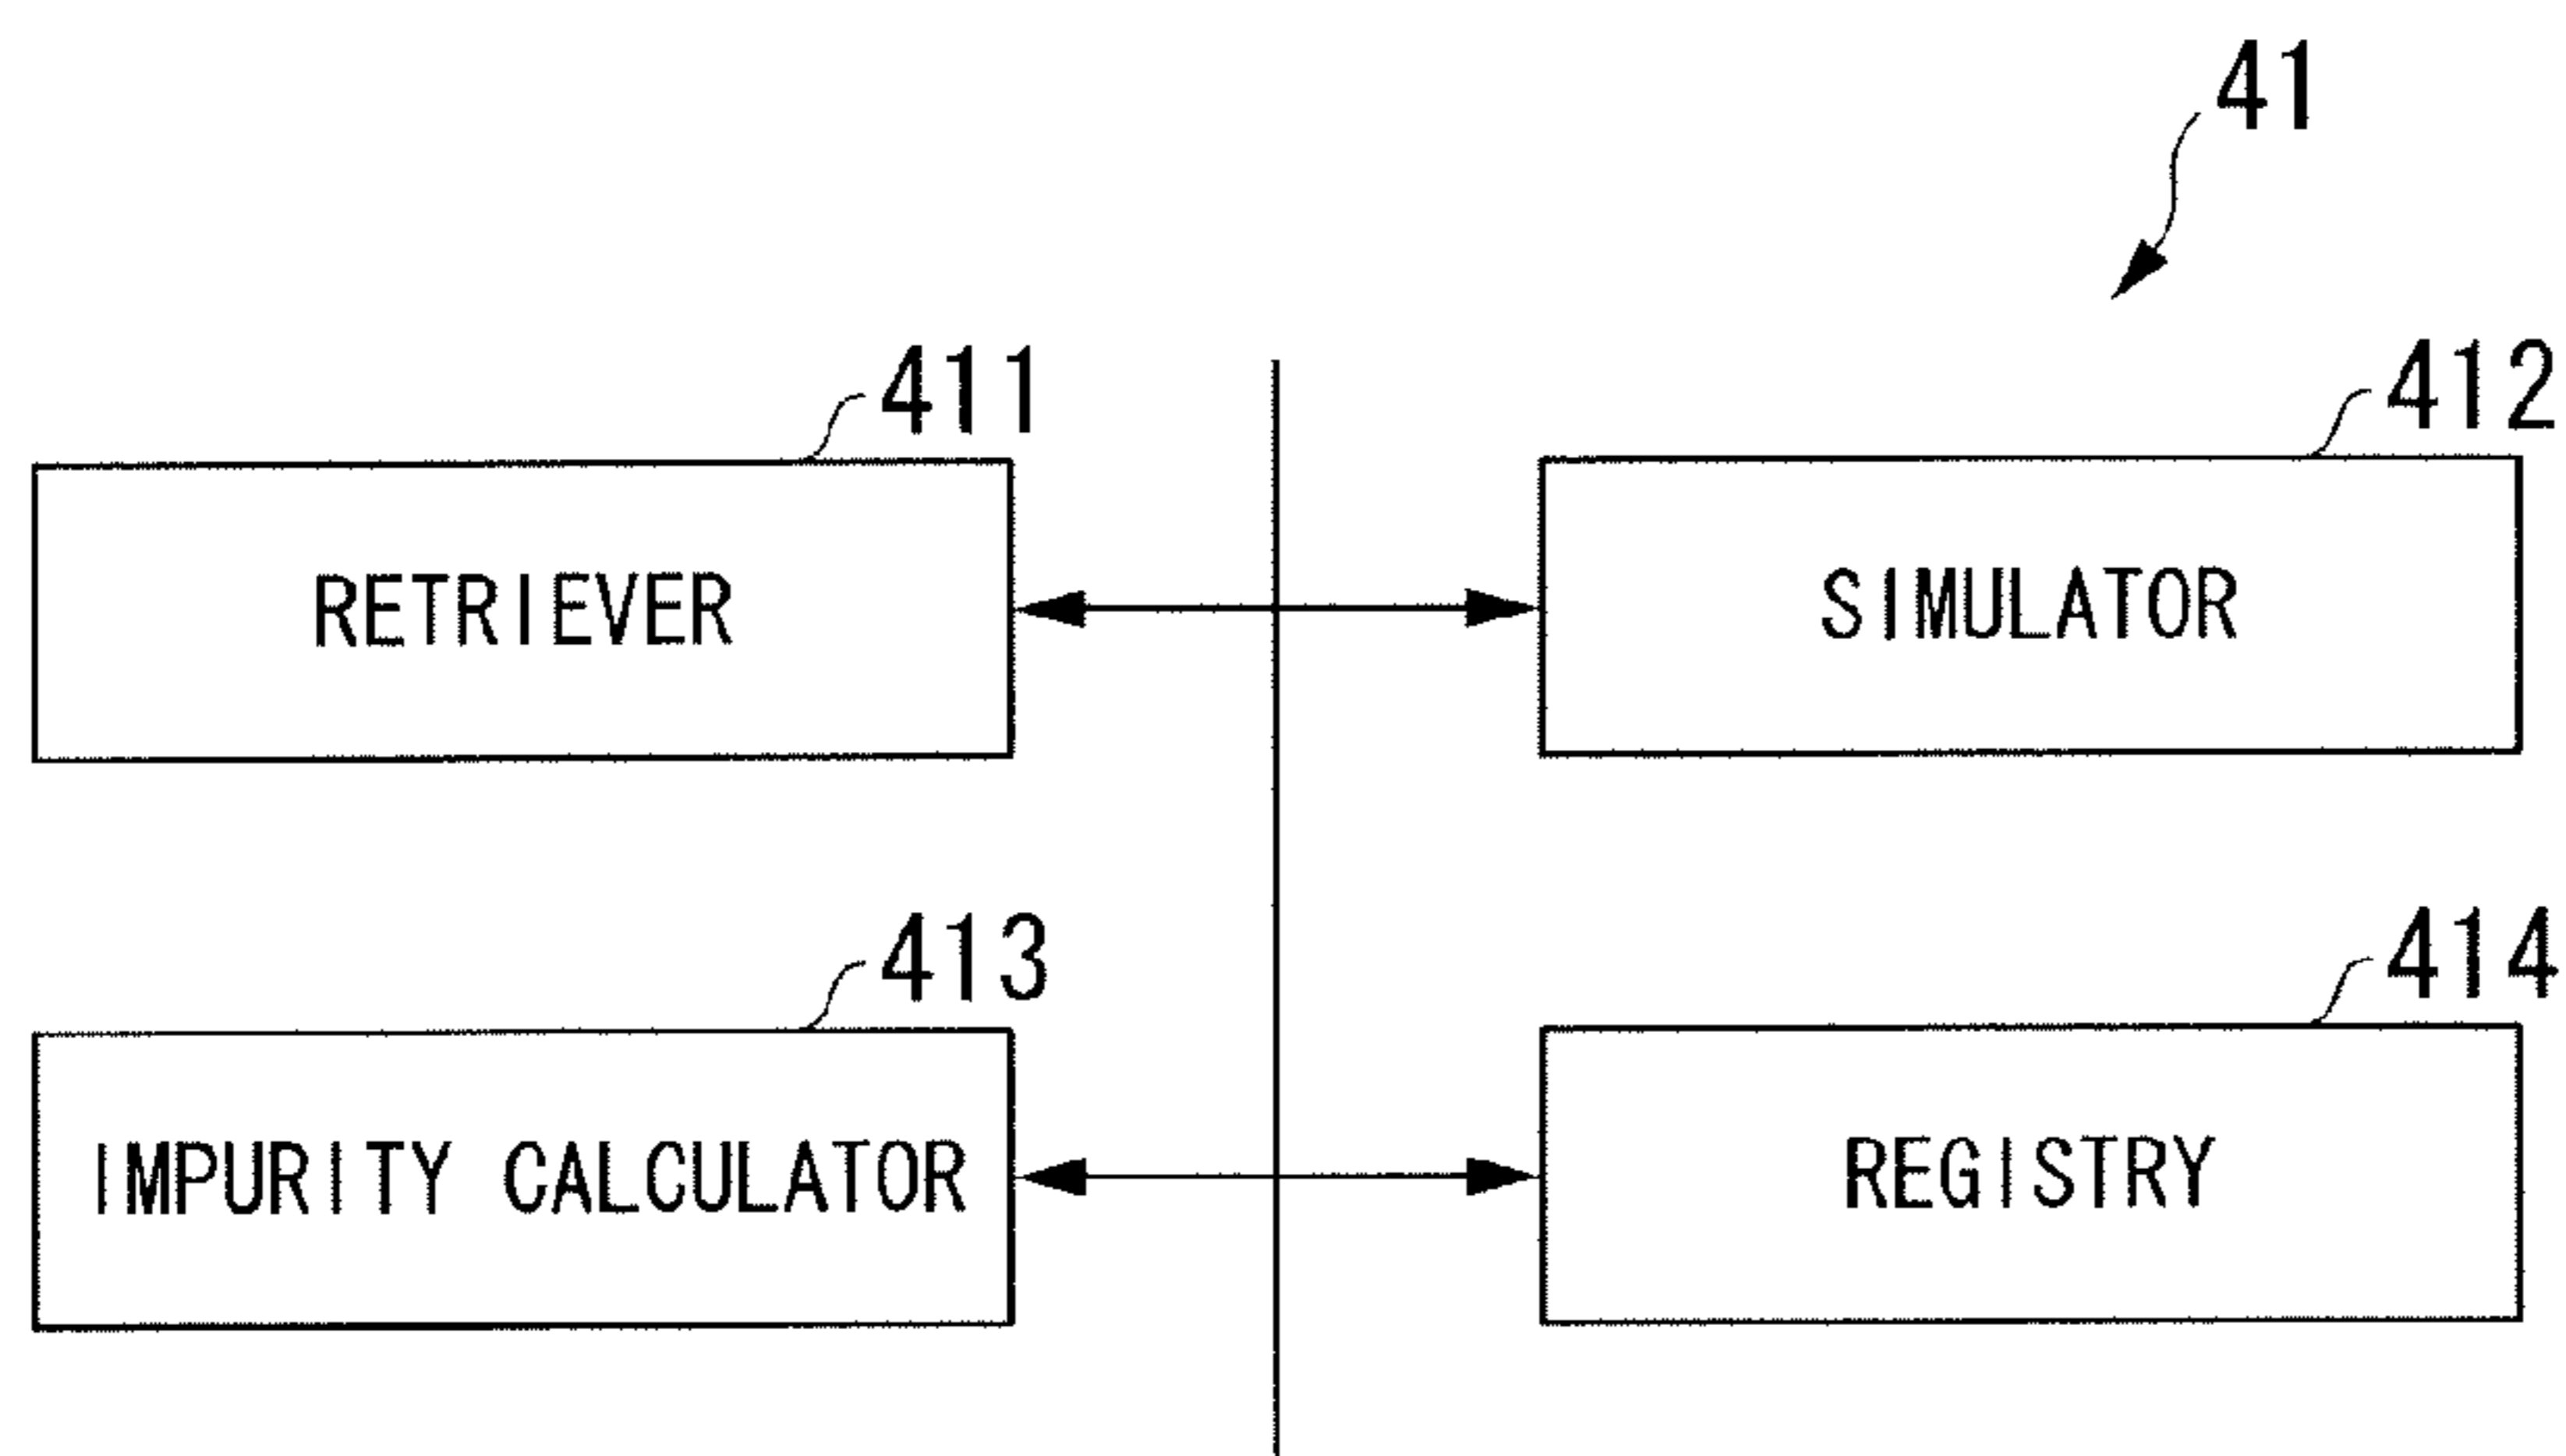 41
411
412
RETRIEVER
SIMULATOR
413
414
IMPURITY CALCULATOR
REGISTRY